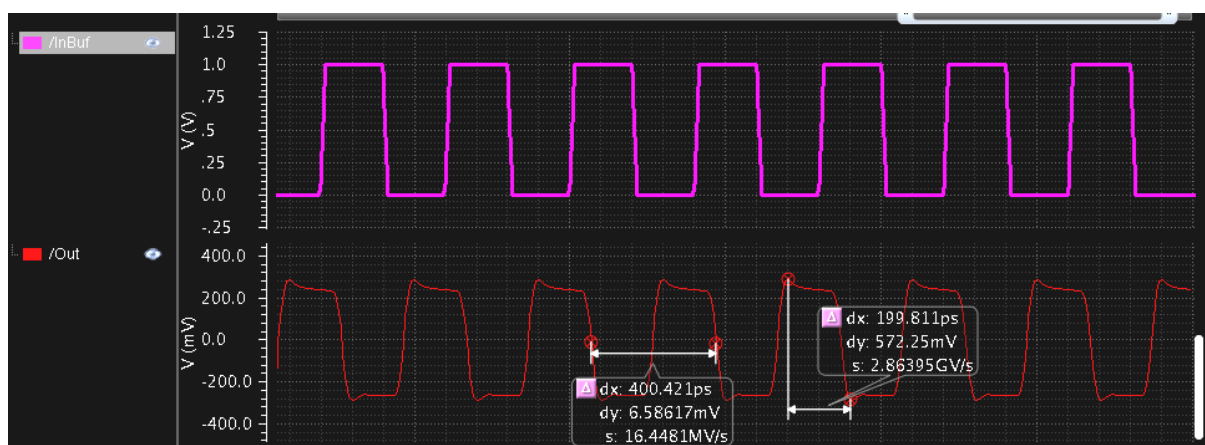 /InBuf
1.25
1.0
.75
.5
.25
0.0
-.25
V (V)
/Out
400.0
200.0
0.0
-200.0
-400.0
V (mV)
dx: 400.421ps
dy: 6.58617mV
s: 16.4481MV/s
dx: 199.811ps
dy: 572.25mV
s: 2.86395GV/s